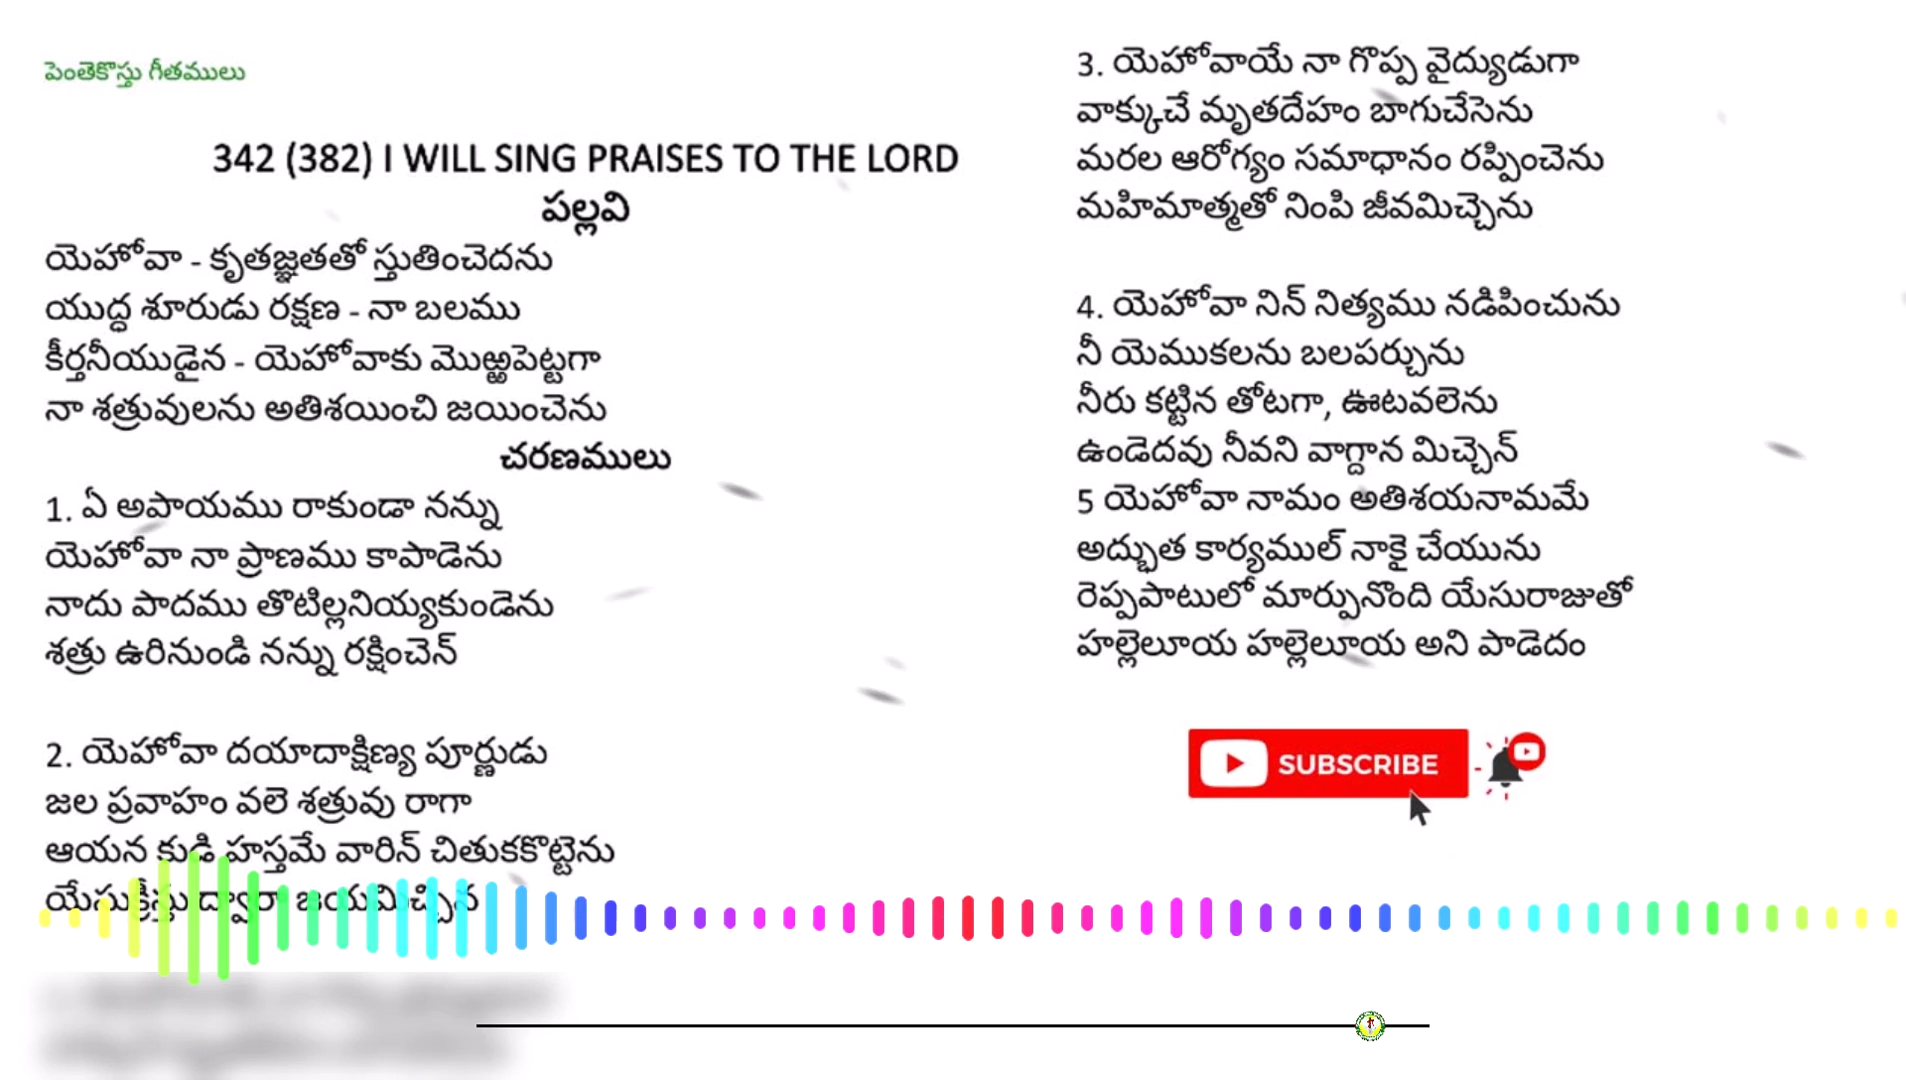 పెంతెకొస్తు గీతములు
342 (382) I WILL SING PRAISES TO THE LORD
పల్లవి
యెహోవా - కృతజ్ఞతతో స్తుతించెదను
యుద్ధ శూరుడు రక్షణ - నా బలము
కీర్తనీయుడైన - యెహోవాకు మొఱ్ఱపెట్టగా
నా శత్రువులను అతిశయించి జయించెను
చరణములు
1. ఏ అపాయము రాకుండా నన్ను
యెహోవా నా ప్రాణము కాపాడెను
నాదు పాదము తొటిల్లనియ్యకుండెను
శత్రు ఉరినుండి నన్ను రక్షించెన్
2. యెహోవా దయాదాక్షిణ్య పూర్ణుడు
జల ప్రవాహం వలె శత్రువు రాగా
ఆయన కుడి హస్తమే వారిన్ చితుకకొట్టెను
యేసుక్రీస్తు ద్వారా జయమిచ్చిన
3. యెహోవాయే నా గొప్ప వైద్యుడుగా
వాక్కుచే మృతదేహం బాగుచేసెను
మరల ఆరోగ్యం సమాధానం రప్పించెను
మహిమాత్మతో నింపి జీవమిచ్చెను
4. యెహోవా నిన్ నిత్యము నడిపించును
నీ యెముకలను బలపర్చును
నీరు కట్టిన తోటగా, ఊటవలెను
ఉండెదవు నీవని వాగ్దాన మిచ్చెన్
5 యెహోవా నామం అతిశయనామమే
అద్భుత కార్యముల్ నాకై చేయును
రెప్పపాటులో మార్పునొంది యేసురాజుతో
హల్లెలూయ హల్లెలూయ అని పాడెదం
SUBSCRIBE